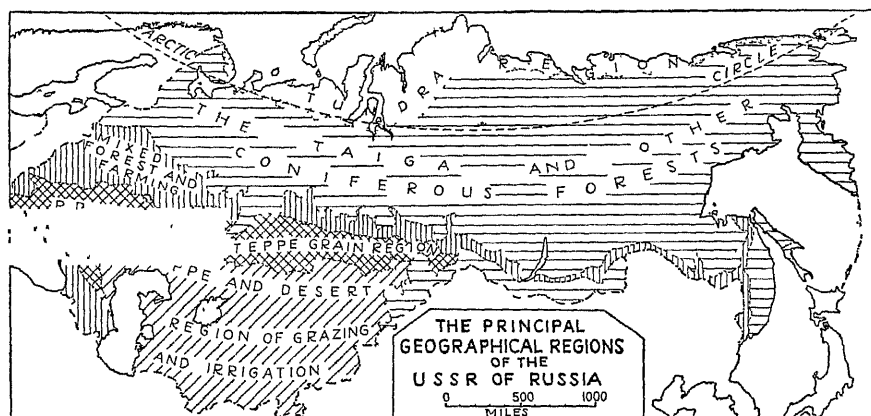 ARCTIC CIRCLE
TUNDRA REGION
THE TAIGA AND OTHER
CONIFEROUS FORESTS
MIXED
FOREST AND
FARMING
TEPPE GRAIN REGION
PE AND DESERT
REGION OF GRAZING
AND IRRIGATION
THE PRINCIPAL
GEOGRAPHICAL REGIONS
OF THE
USSR OF RUSSIA
0 500 1000
MILES